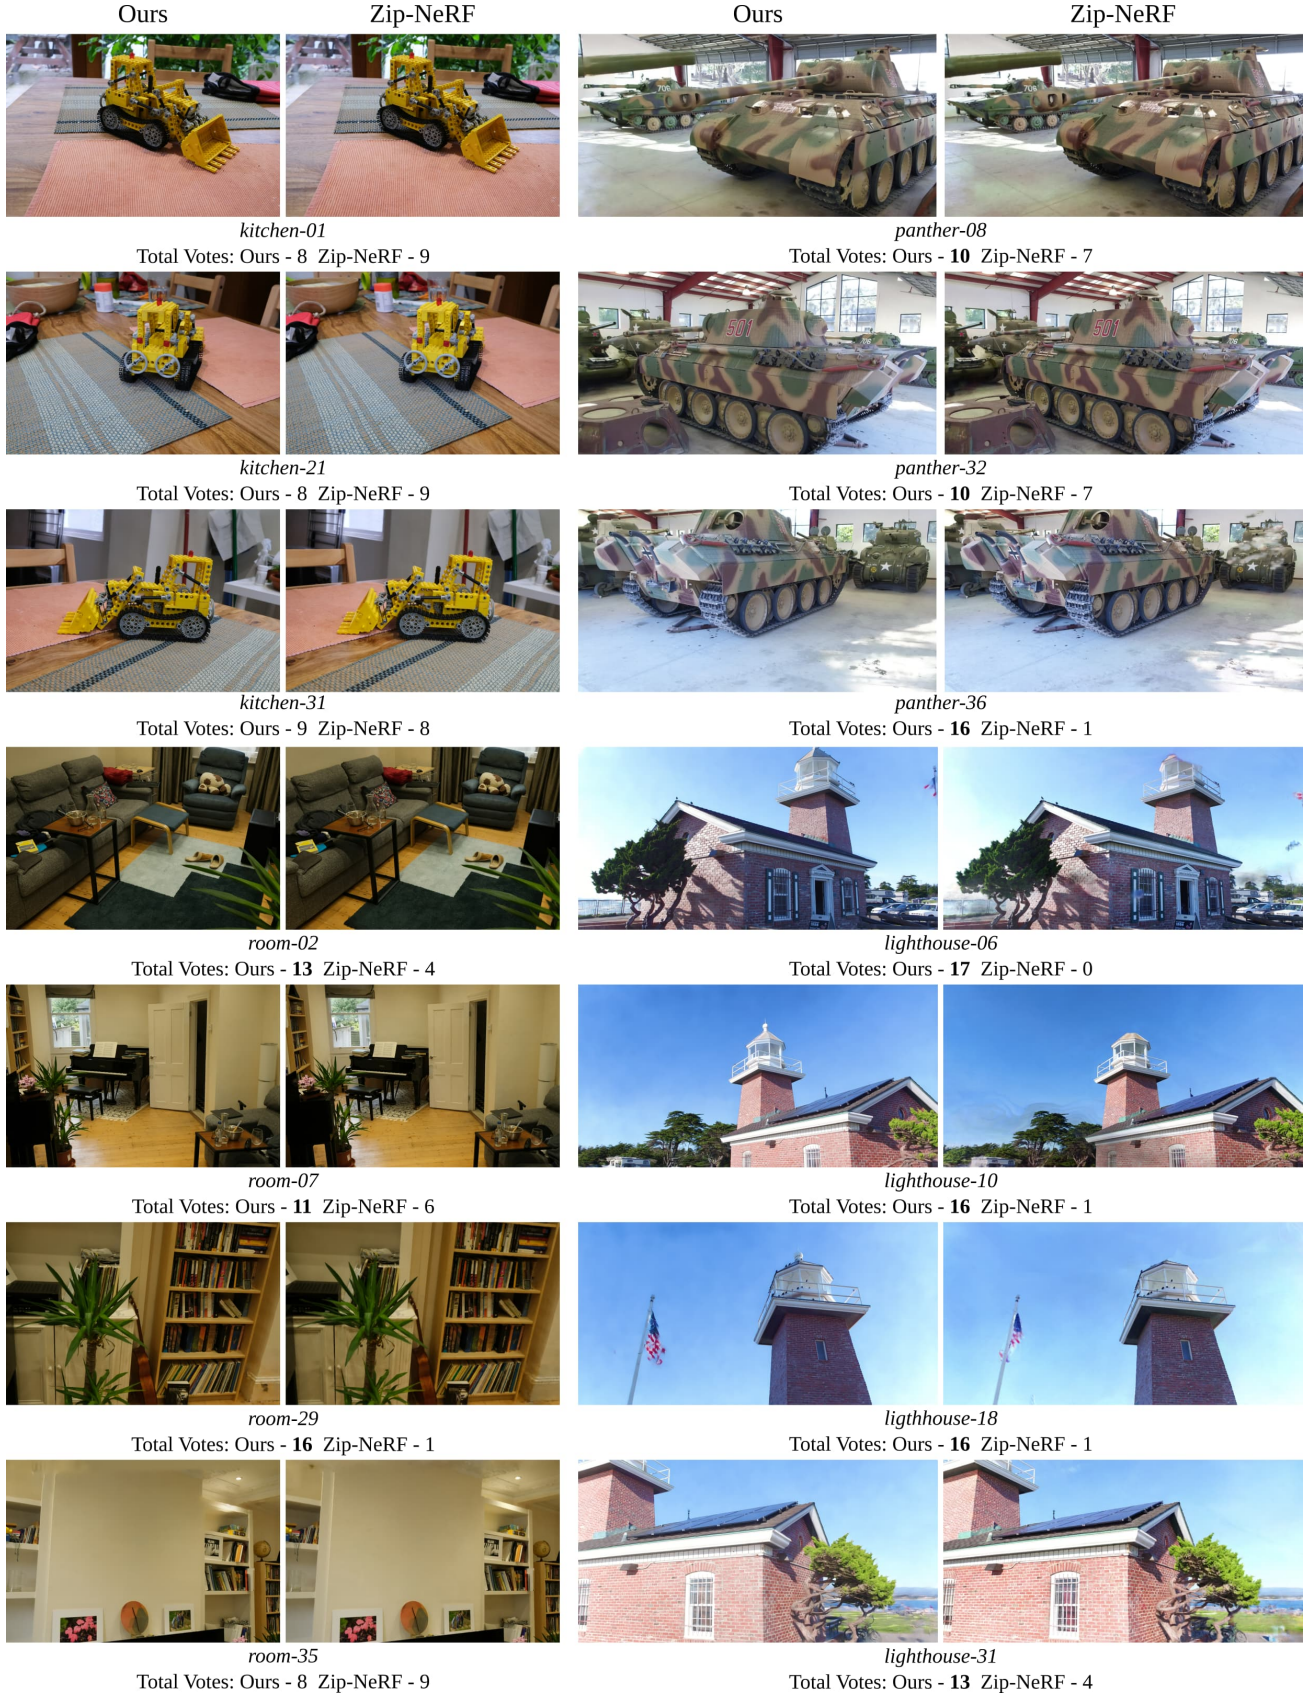 Ours Zip-NeRF Ours Zip-NeRF
kitchen-01
Total Votes: Ours - 8 Zip-NeRF - 9
panther-08
Total Votes: Ours - 10 Zip-NeRF - 7
kitchen-21
Total Votes: Ours - 8 Zip-NeRF - 9
501
501
panther-32
Total Votes: Ours - 10 Zip-NeRF - 7
kitchen-31
Total Votes: Ours - 9 Zip-NeRF - 8
panther-36
Total Votes: Ours - 16 Zip-NeRF - 1
room-02
Total Votes: Ours - 13 Zip-NeRF - 4
lighthouse-06
Total Votes: Ours - 17 Zip-NeRF - 0
room-07
Total Votes: Ours - 11 Zip-NeRF - 6
lighthouse-10
Total Votes: Ours - 16 Zip-NeRF - 1
room-29
Total Votes: Ours - 16 Zip-NeRF - 1
ligthhouse-18
Total Votes: Ours - 16 Zip-NeRF - 1
room-35
Total Votes: Ours - 8 Zip-NeRF - 9
lighthouse-31
Total Votes: Ours - 13 Zip-NeRF - 4